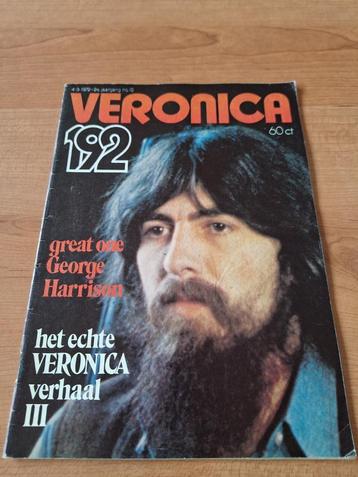 VERONICA
192
60 ct
great one
George
Harrison
het echte
VERONICA
verhaal
III